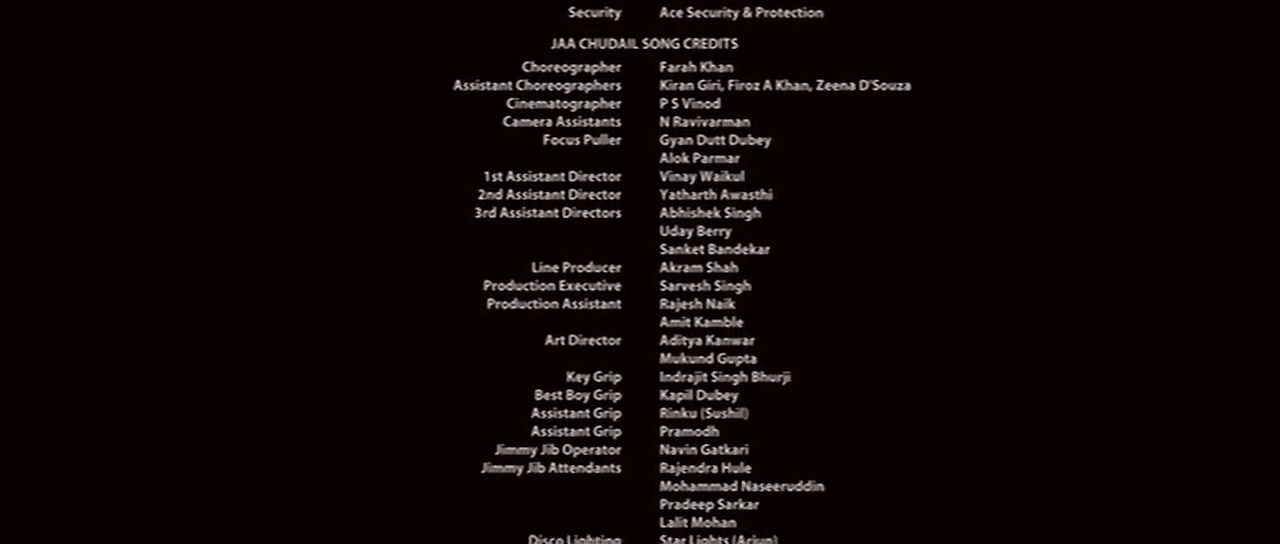 Security Ace Security & Protection
JAA CHUDAIL SONG CREDITS
Choreographer Farah Khan
Assistant Choreographers Kiran Giri, Firoz A Khan, Zeena D'Souza
Cinematographer P S Vinod
Camera Assistants N Ravivarman
Focus Puller Gyan Dutt Dubey
Alok Parmar
1st Assistant Director Vinay Waikul
2nd Assistant Director Yatharth Awasthi
3rd Assistant Directors Abhishek Singh
Uday Berry
Sanket Bandekar
Line Producer Akram Shah
Production Executive Sarvesh Singh
Production Assistant Rajesh Naik
Amit Kamble
Art Director Aditya Kanwar
Mukund Gupta
Key Grip Indrajit Singh Bhurji
Best Boy Grip Kapil Dubey
Assistant Grip Rinku (Sushil)
Assistant Grip Pramodh
Jimmy Jib Operator Navin Gatkari
Jimmy Jib Attendants Rajendra Hule
Mohammad Naseeruddin
Pradeep Sarkar
Lalit Mohan
Disco Lighting Star Lights (Arjun)